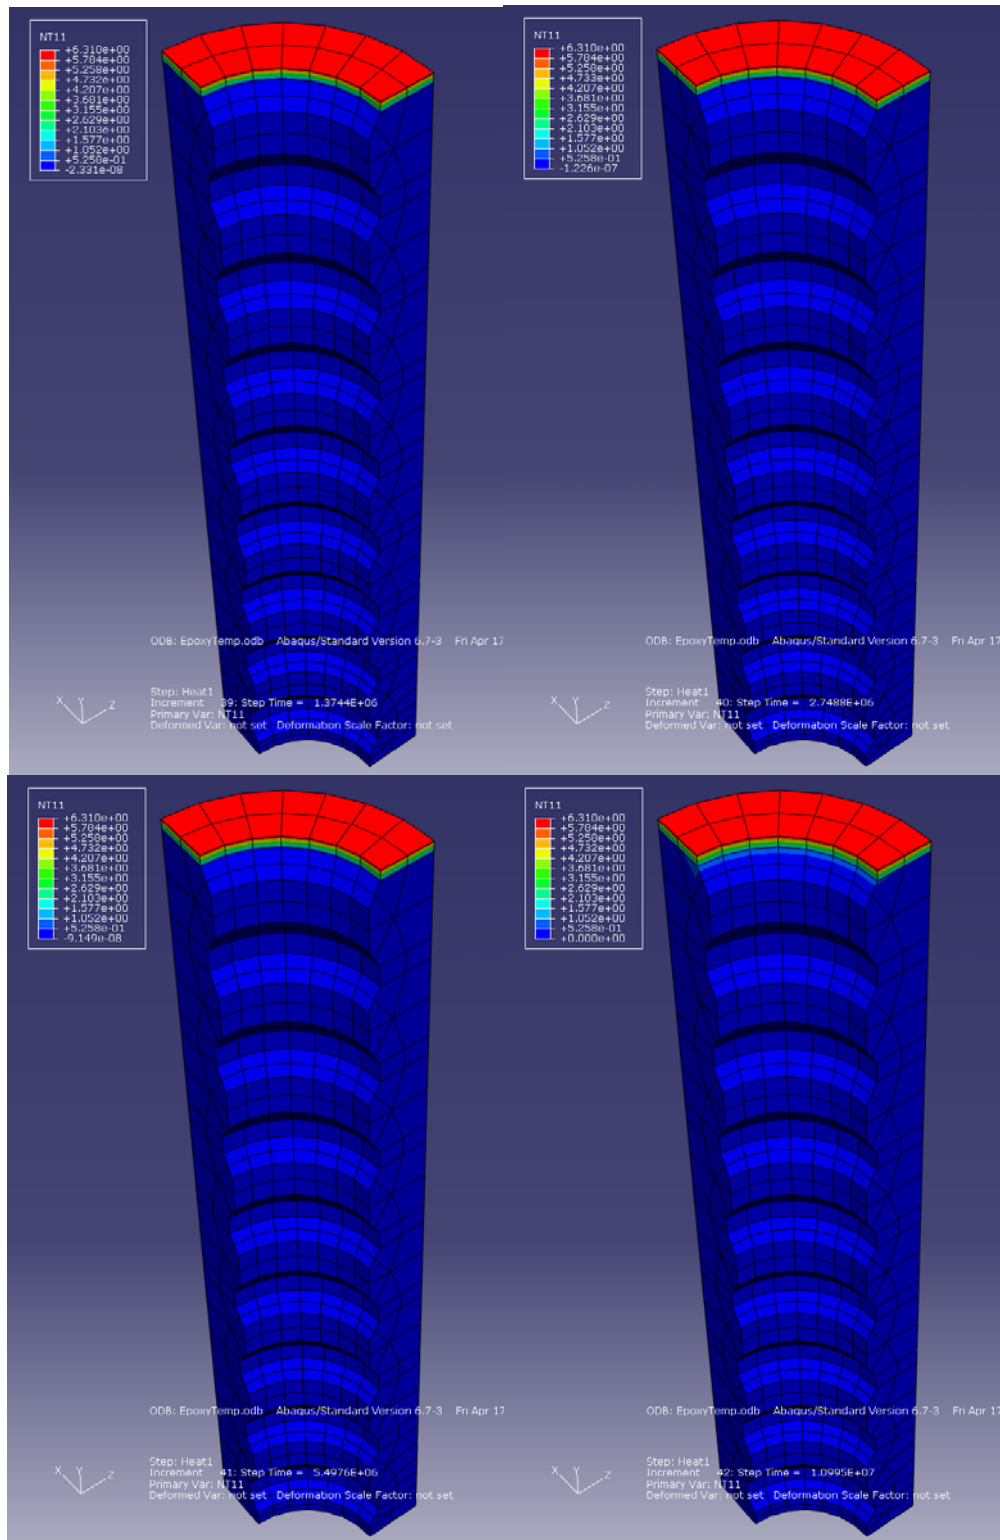 NT11
+6.310e+00
+5.784e+00
+5.258e+00
+4.732e+00
+4.207e+00
+3.681e+00
+3.155e+00
+2.629e+00
+2.103e+00
+1.577e+00
+1.052e+00
+5.258e-01
-2.331e-08
ODB: EpoxyTemp.odb Abaqus/Standard Version 6.7-3 Fri Apr 17
X Y Z
Step: Heat1
Increment 39: Step Time = 1.3744E+06
Primary Var: NT11
Deformed Var: not set Deformation Scale Factor: not set
NT11
+6.310e+00
+5.784e+00
+5.258e+00
+4.733e+00
+4.207e+00
+3.681e+00
+3.155e+00
+2.629e+00
+2.103e+00
+1.577e+00
+1.052e+00
+5.258e-01
-1.226e-07
ODB: EpoxyTemp.odb Abaqus/Standard Version 6.7-3 Fri Apr 17
X Y Z
Step: Heat1
Increment 40: Step Time = 2.7488E+06
Primary Var: NT11
Deformed Var: not set Deformation Scale Factor: not set
NT11
+6.310e+00
+5.784e+00
+5.258e+00
+4.732e+00
+4.207e+00
+3.681e+00
+3.155e+00
+2.629e+00
+2.103e+00
+1.577e+00
+1.052e+00
+5.258e-01
-9.149e-08
ODB: EpoxyTemp.odb Abaqus/Standard Version 6.7-3 Fri Apr 17
X Y Z
Step: Heat1
Increment 41: Step Time = 5.4976E+06
Primary Var: NT11
Deformed Var: not set Deformation Scale Factor: not set
NT11
+6.310e+00
+5.784e+00
+5.258e+00
+4.732e+00
+4.207e+00
+3.681e+00
+3.155e+00
+2.629e+00
+2.103e+00
+1.577e+00
+1.052e+00
+5.258e-01
+0.000e+00
ODB: EpoxyTemp.odb Abaqus/Standard Version 6.7-3 Fri Apr 17
X Y Z
Step: Heat1
Increment 42: Step Time = 1.0995E+07
Primary Var: NT11
Deformed Var: not set Deformation Scale Factor: not set